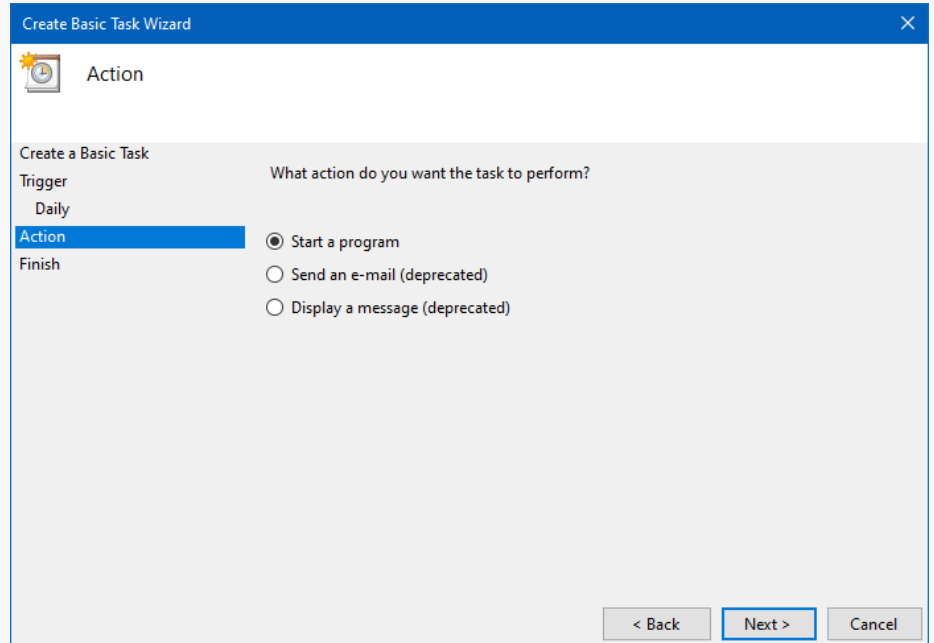 Create Basic Task Wizard
Action
Create a Basic Task
Trigger
Daily
Action
Finish
What action do you want the task to perform?
Start a program
Send an e-mail (deprecated)
Display a message (deprecated)
< Back
Next >
Cancel